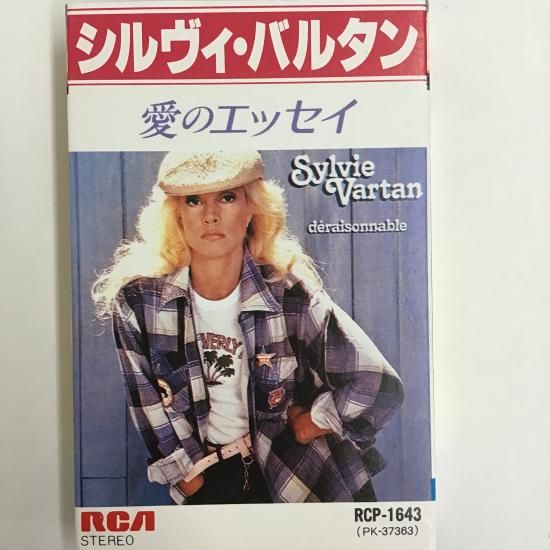 シルヴィ・バルタン
愛のエッセイ
Sylvie
Vartan
déraisonnable
RCA
STEREO
RCP-1643
(PK-37363)